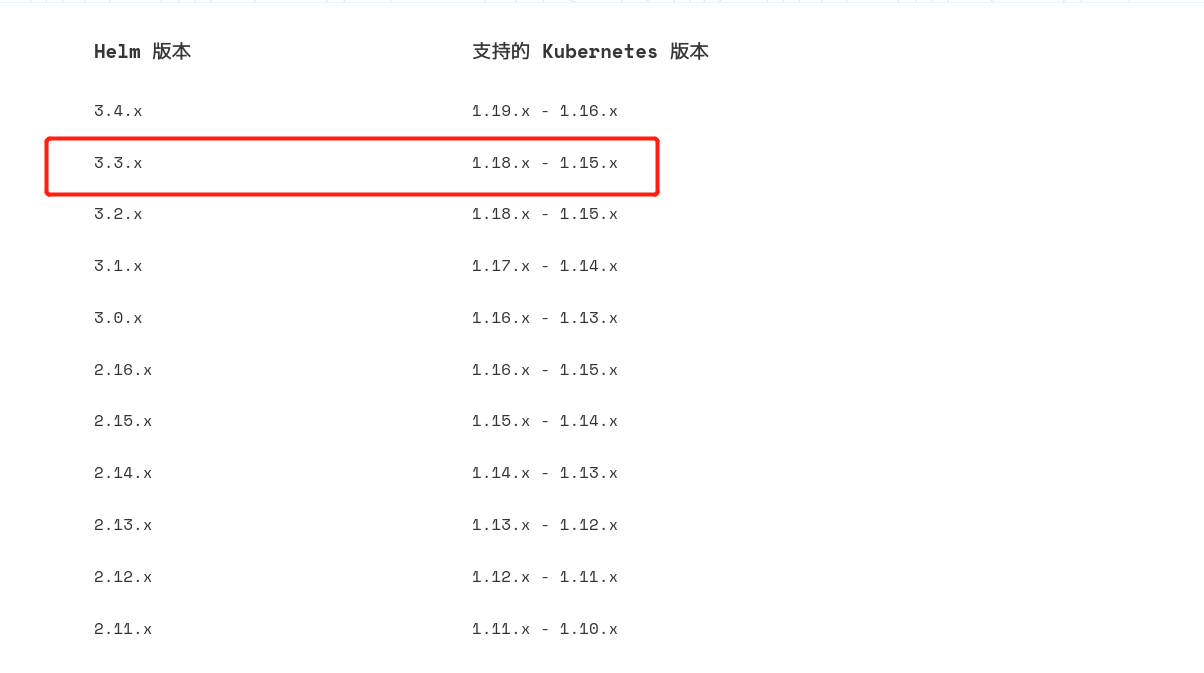 Helm 版本 支持的 Kubernetes 版本
3.4.x 1.19.x - 1.16.x
3.3.x 1.18.x - 1.15.x
3.2.x 1.18.x - 1.15.x
3.1.x 1.17.x - 1.14.x
3.0.x 1.16.x - 1.13.x
2.16.x 1.16.x - 1.15.x
2.15.x 1.15.x - 1.14.x
2.14.x 1.14.x - 1.13.x
2.13.x 1.13.x - 1.12.x
2.12.x 1.12.x - 1.11.x
2.11.x 1.11.x - 1.10.x